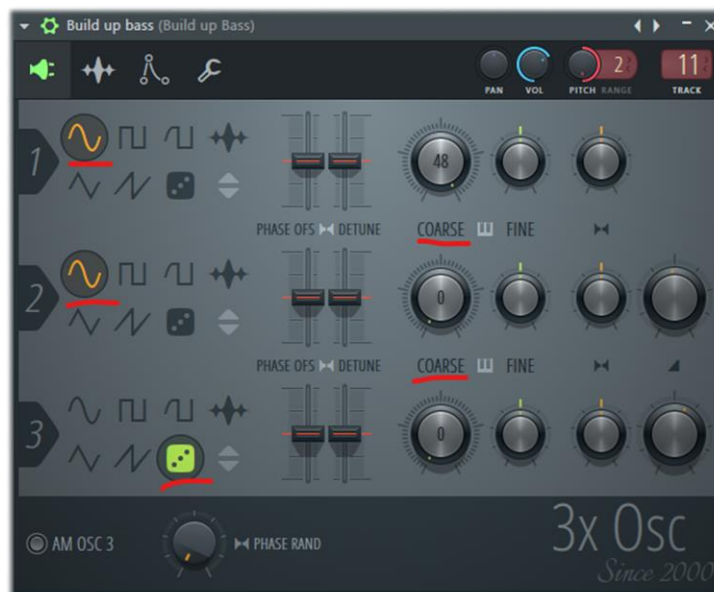 Build up bass (Build up Bass)
PAN VOL PITCH RANGE 2 11 TRACK
1 48
PHASE OFS DETUNE COARSE FINE
2 0
PHASE OFS DETUNE COARSE FINE
3 0
AM OSC 3 PHASE RAND
3x Osc
Since 2000